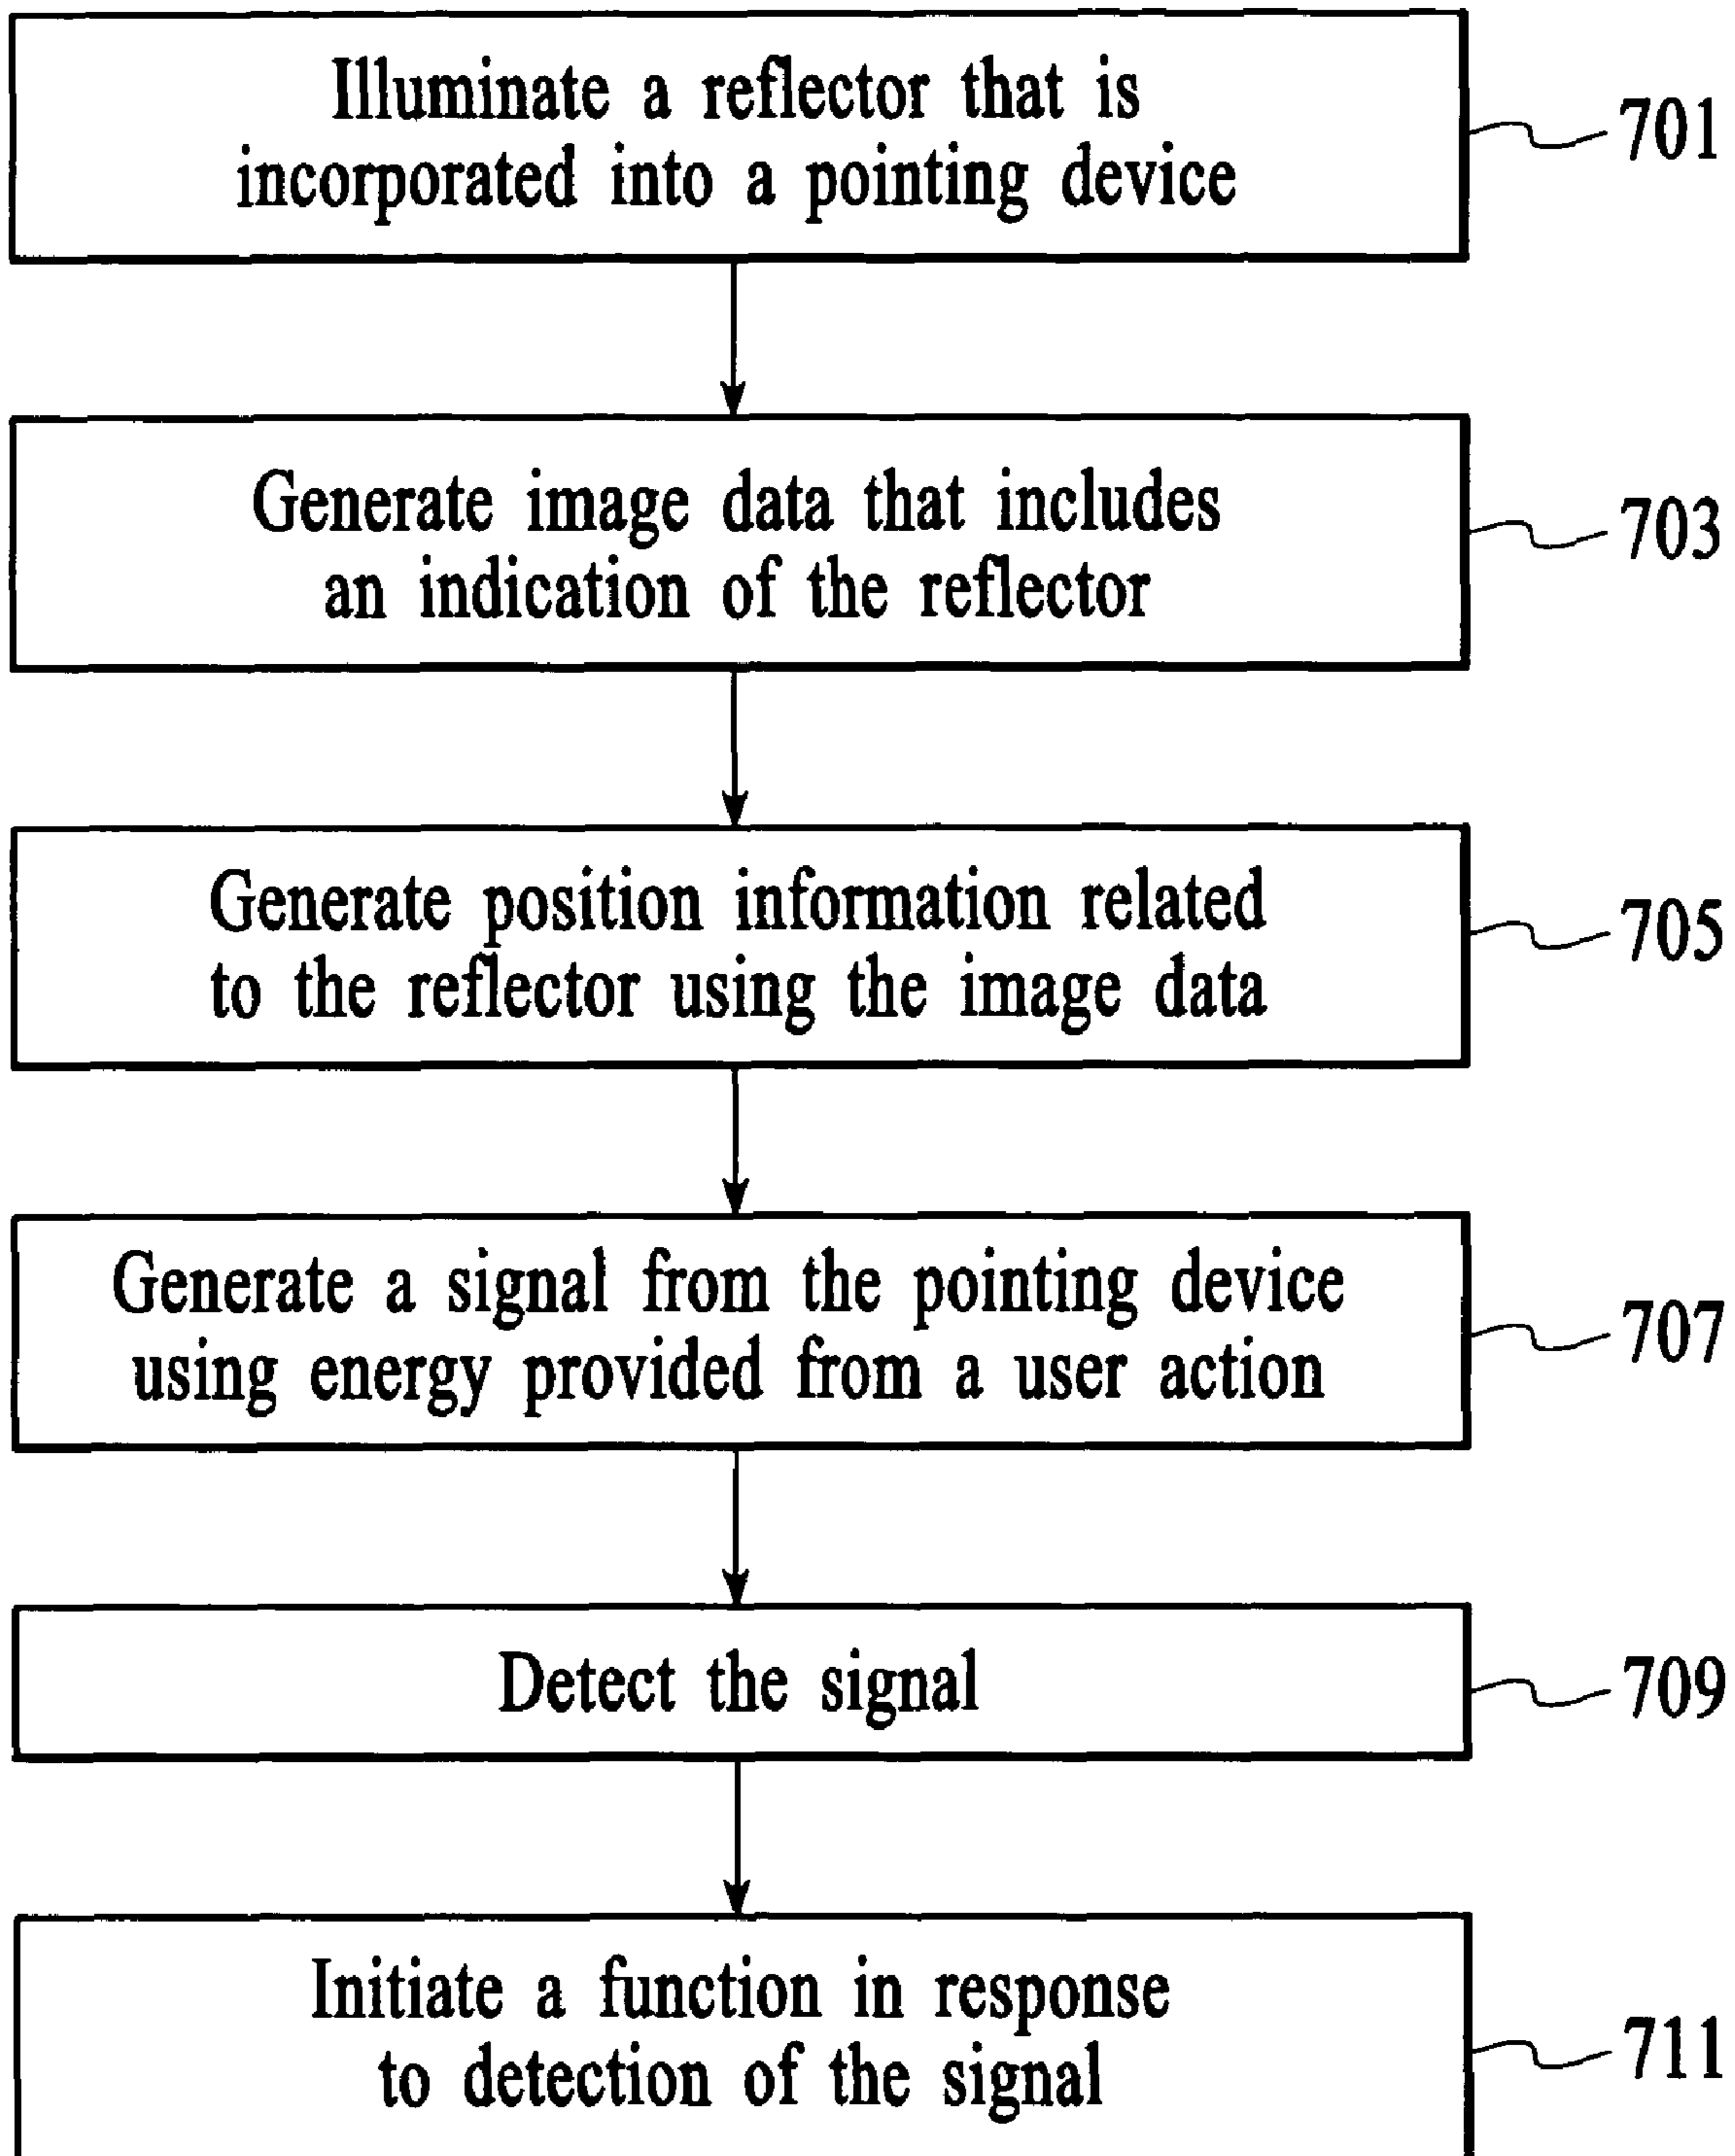 Illuminate a reflector that is
incorporated into a pointing device
701
Generate image data that includes
an indication of the reflector
703
Generate position information related
to the reflector using the image data
705
Generate a signal from the pointing device
using energy provided from a user action
707
Detect the signal
709
Initiate a function in response
to detection of the signal
711